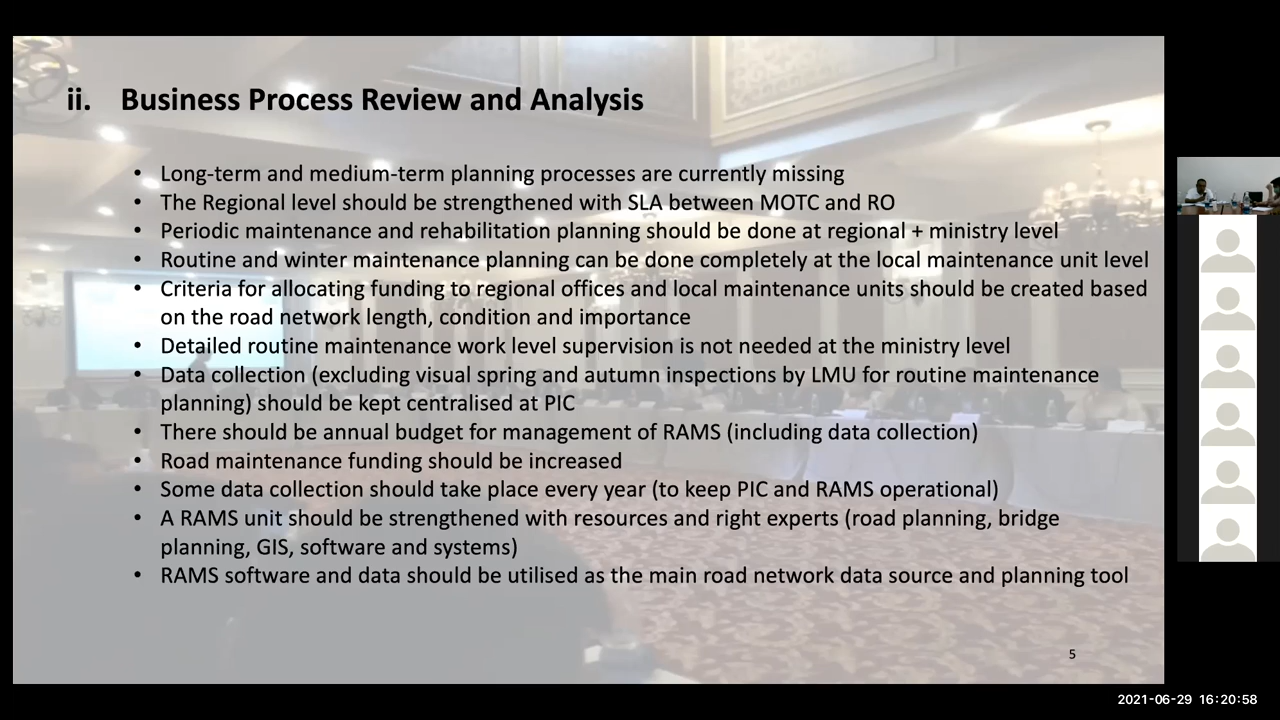 ii. Business Process Review and Analysis
• Long-term and medium-term planning processes are currently missing
• The Regional level should be strengthened with SLA between MOTC and RO
• Periodic maintenance and rehabilitation planning should be done at regional + ministry level
• Routine and winter maintenance planning can be done completely at the local maintenance unit level
• Criteria for allocating funding to regional offices and local maintenance units should be created based
on the road network length, condition and importance
• Detailed routine maintenance work level supervision is not needed at the ministry level
• Data collection (excluding visual spring and autumn inspections by LMU for routine maintenance
planning) should be kept centralised at PIC
• There should be annual budget for management of RAMS (including data collection)
• Road maintenance funding should be increased
• Some data collection should take place every year (to keep PIC and RAMS operational)
• A RAMS unit should be strengthened with resources and right experts (road planning, bridge
planning, GIS, software and systems)
• RAMS software and data should be utilised as the main road network data source and planning tool
5
2021-06-29 16:20:58